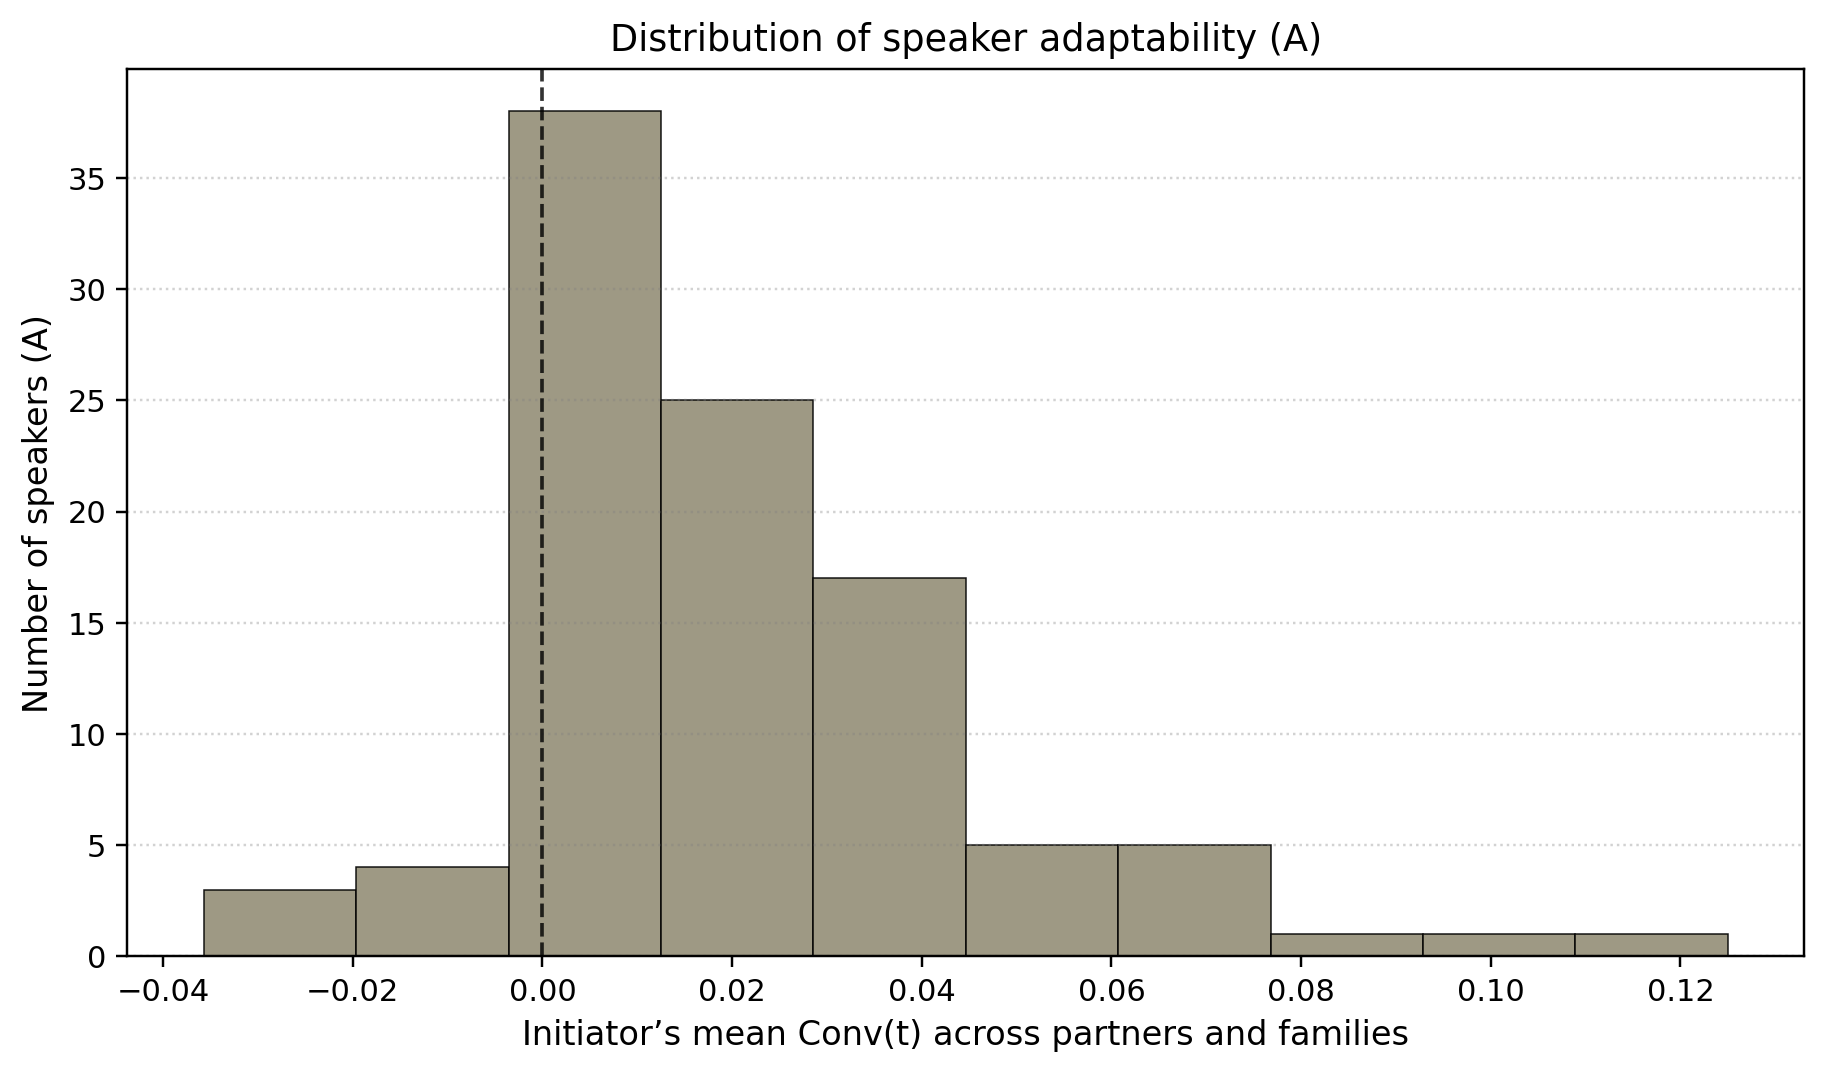 Distribution of speaker adaptability (A)
Number of speakers (A)
35
30
25
20
15
10
5
0
−0.04 −0.02 0.00 0.02 0.04 0.06 0.08 0.10 0.12
Initiator’s mean Conv(t) across partners and families